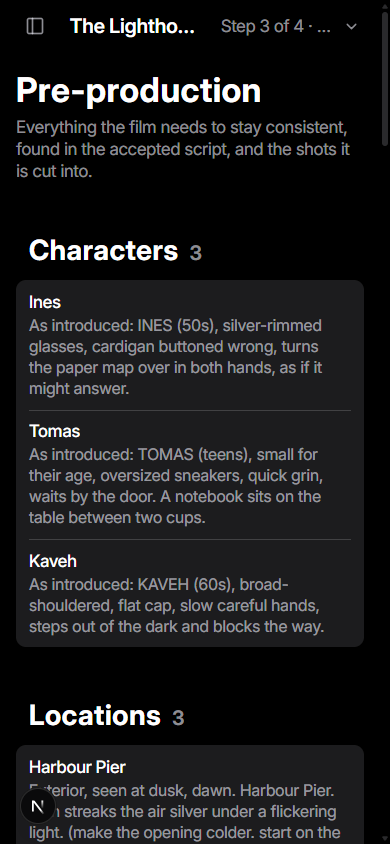 The Lightho...
Step 3 of 4 · ...
Pre-production
Everything the film needs to stay consistent,
found in the accepted script, and the shots it
is cut into.
Characters 3
Ines
As introduced: INES (50s), silver-rimmed
glasses, cardigan buttoned wrong, turns
the paper map over in both hands, as if it
might answer.
Tomas
As introduced: TOMAS (teens), small for
their age, oversized sneakers, quick grin,
waits by the door. A notebook sits on the
table between two cups.
Kaveh
As introduced: KAVEH (60s), broad-
shouldered, flat cap, slow careful hands,
steps out of the dark and blocks the way.
Locations 3
Harbour Pier
Exterior, seen at dusk, dawn. Harbour Pier.
streaks the air silver under a flickering
light. (make the opening colder. start on the
N